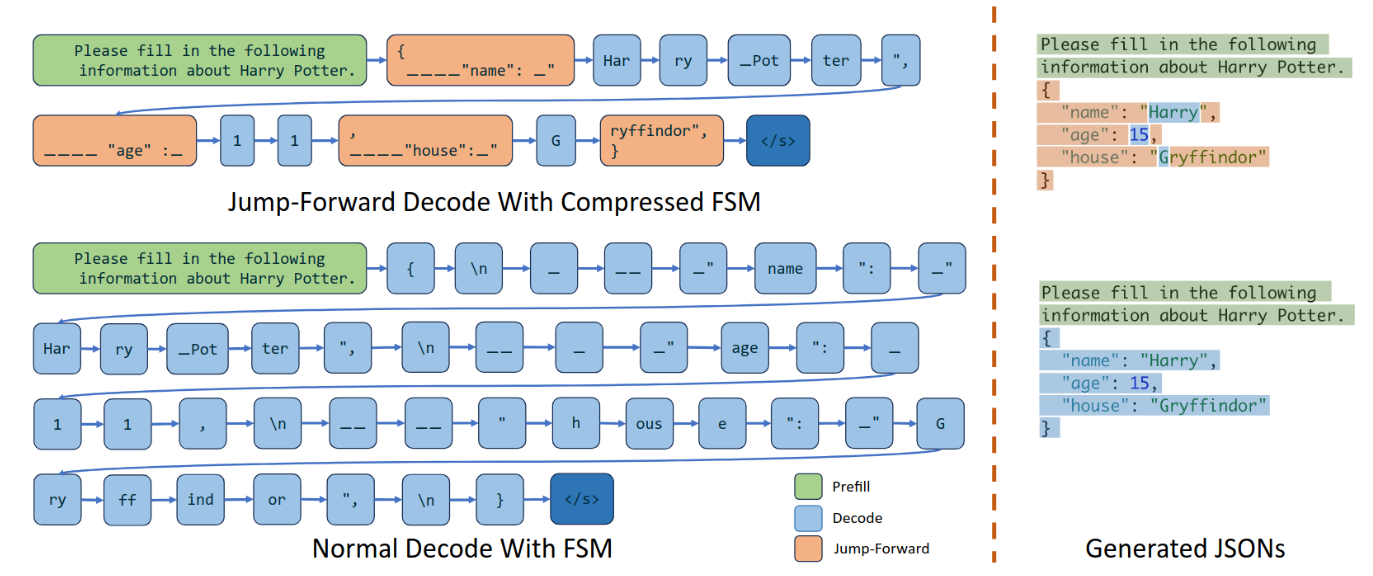 Please fill in the following
information about Harry Potter.
{
____"name": _"
Har
ry
_Pot
ter
",
____ "age" :_
1
1
,
____"house":_"
G
ryffindor",
}
</s>
Jump-Forward Decode With Compressed FSM
Please fill in the following
information about Harry Potter.
{
\n
_
__
_"
name
":
_"
Har
ry
_Pot
ter
",
\n
__
_
_"
age
":
_
1
1
,
\n
__
__
"
h
ous
e
":
_"
G
ry
ff
ind
or
",
\n
}
</s>
Normal Decode With FSM
Prefill
Decode
Jump-Forward
Please fill in the following
information about Harry Potter.
{
"name": "Harry",
"age": 15,
"house": "Gryffindor"
}
Please fill in the following
information about Harry Potter.
{
"name": "Harry",
"age": 15,
"house": "Gryffindor"
}
Generated JSONs